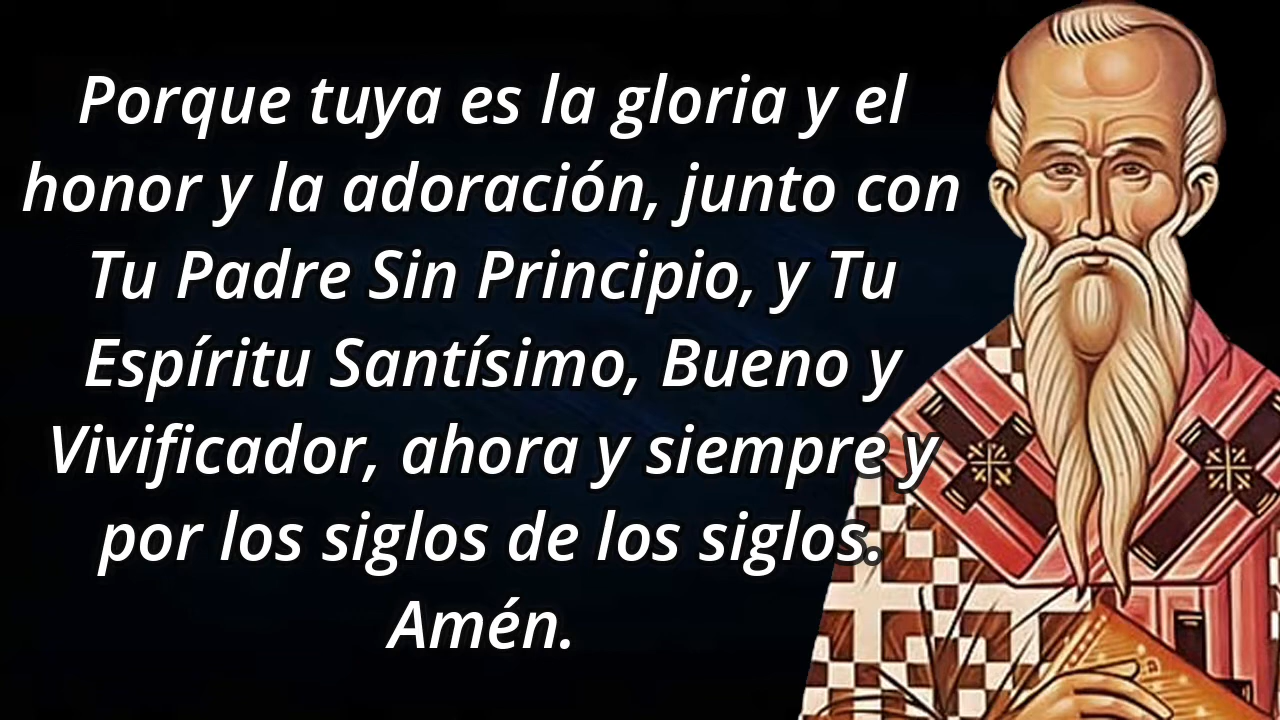 Porque tuya es la gloria y el
honor y la adoración, junto con
Tu Padre Sin Principio, y Tu
Espíritu Santísimo, Bueno y
Vivificador, ahora y siempre y
por los siglos de los siglos.
Amén.